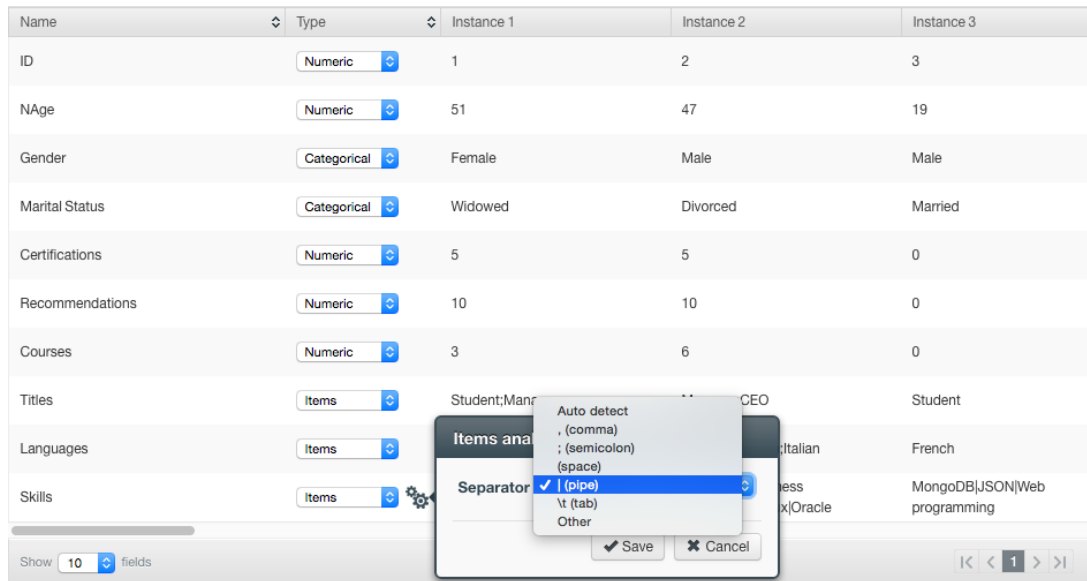 Name Type Instance 1 Instance 2 Instance 3
ID Numeric 1 2 3
NAge Numeric 51 47 19
Gender Categorical Female Male Male
Marital Status Categorical Widowed Divorced Married
Certifications Numeric 5 5 0
Recommendations Numeric 10 10 0
Courses Numeric 3 6 0
Titles Items Student;Mana CEO Student
Auto detect
, (comma)
Items anal
; (semicolon)
Languages Items ;Italian French
(space)
Separator | (pipe)
Skills Items MongoDB|JSON|Web
\t (tab) x|Oracle programming
Other
Save Cancel
Show 10 fields 1